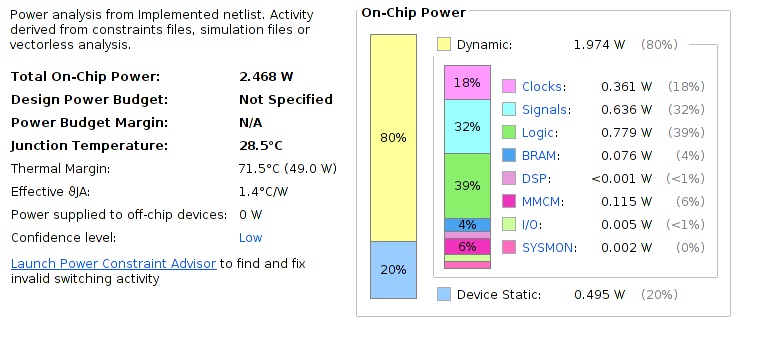 Power analysis from Implemented netlist. Activity
derived from constraints files, simulation files or
vectorless analysis.
Total On-Chip Power: 2.468 W
Design Power Budget: Not Specified
Power Budget Margin: N/A
Junction Temperature: 28.5°C
Thermal Margin: 71.5°C (49.0 W)
Effective ϑJA: 1.4°C/W
Power supplied to off-chip devices: 0 W
Confidence level: Low
Launch Power Constraint Advisor to find and fix
invalid switching activity
On-Chip Power
80%
20%
Dynamic: 1.974 W (80%)
18%
32%
39%
4%
6%
Clocks: 0.361 W (18%)
Signals: 0.636 W (32%)
Logic: 0.779 W (39%)
BRAM: 0.076 W (4%)
DSP: <0.001 W (<1%)
MMCM: 0.115 W (6%)
I/O: 0.005 W (<1%)
SYSMON: 0.002 W (0%)
Device Static: 0.495 W (20%)